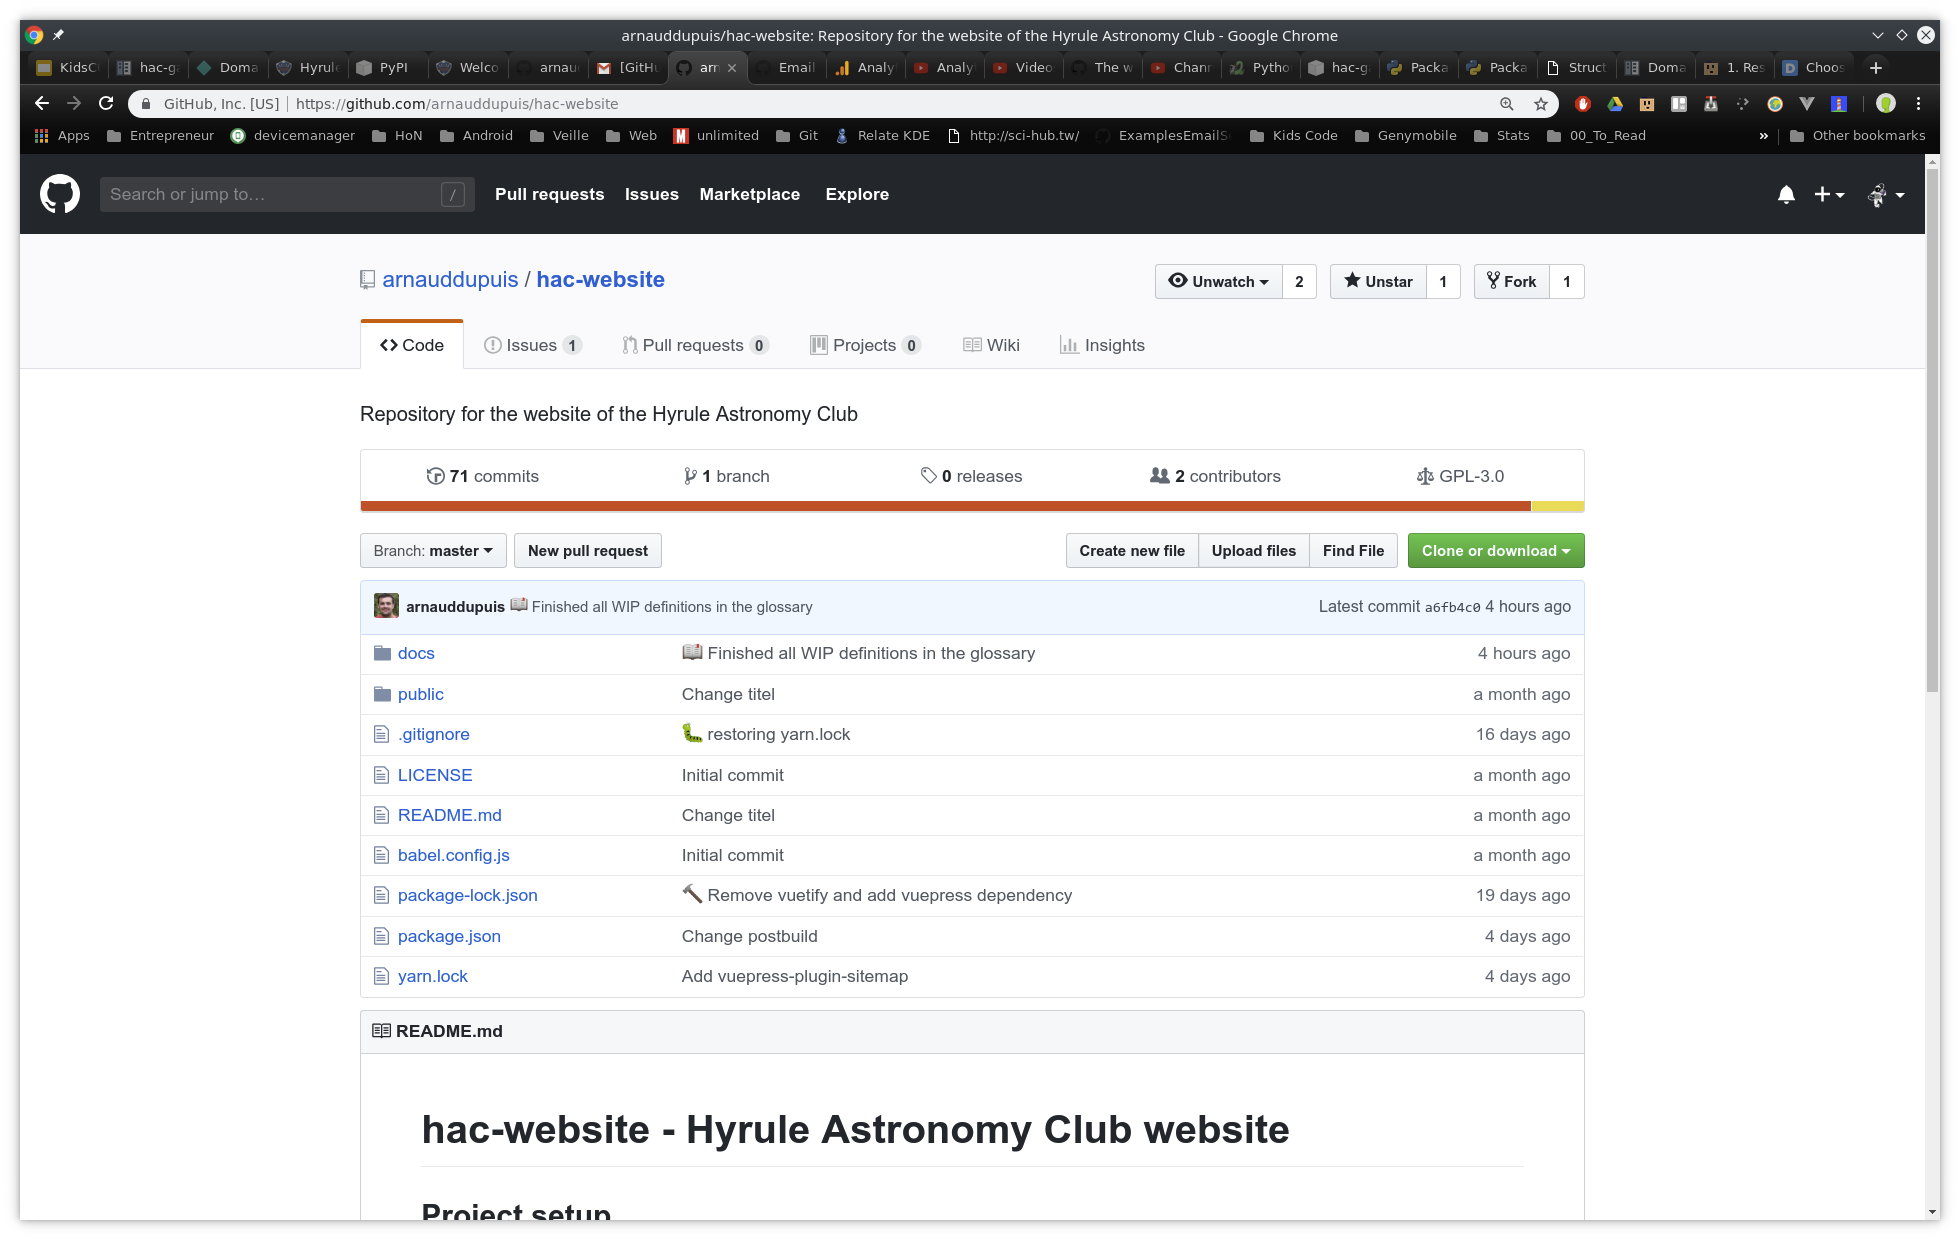 arnauddupuis/hac-website: Repository for the website of the Hyrule Astronomy Club - Google Chrome
KidsC hac-g Doma Hyrule PyPI Welco arnau [GitHu arn Email Analy Analy Video The w Chann Pytho hac-g Packa Packa Struct Doma 1. Res Choos
GitHub, Inc. [US] https://github.com/arnauddupuis/hac-website
Apps Entrepreneur devicemanager HoN Android Veille Web unlimited Git Relate KDE http://sci-hub.tw/ ExamplesEmailS Kids Code Genymobile Stats 00_To_Read » Other bookmarks
Search or jump to… / Pull requests Issues Marketplace Explore
arnauddupuis / hac-website Unwatch 2 Unstar 1 Fork 1
Code Issues 1 Pull requests 0 Projects 0 Wiki Insights
Repository for the website of the Hyrule Astronomy Club
71 commits 1 branch 0 releases 2 contributors GPL-3.0
Branch: master New pull request Create new file Upload files Find File Clone or download
arnauddupuis 📖 Finished all WIP definitions in the glossary Latest commit a6fb4c0 4 hours ago
docs 📖 Finished all WIP definitions in the glossary 4 hours ago
public Change titel a month ago
.gitignore 🐛 restoring yarn.lock 16 days ago
LICENSE Initial commit a month ago
README.md Change titel a month ago
babel.config.js Initial commit a month ago
package-lock.json 🔨 Remove vuetify and add vuepress dependency 19 days ago
package.json Change postbuild 4 days ago
yarn.lock Add vuepress-plugin-sitemap 4 days ago
README.md
hac-website - Hyrule Astronomy Club website
Project setup